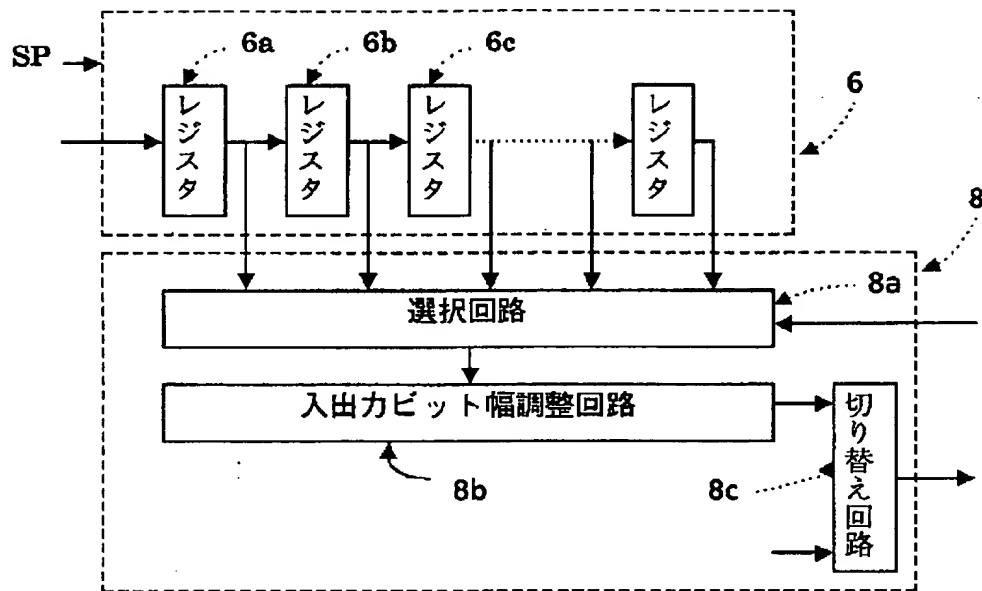 SP
6a
6b
6c
レジスタ
レジスタ
レジスタ
レジスタ
6
8
8a
選択回路
入出力ビット幅調整回路
8b
8c
切り替え回路